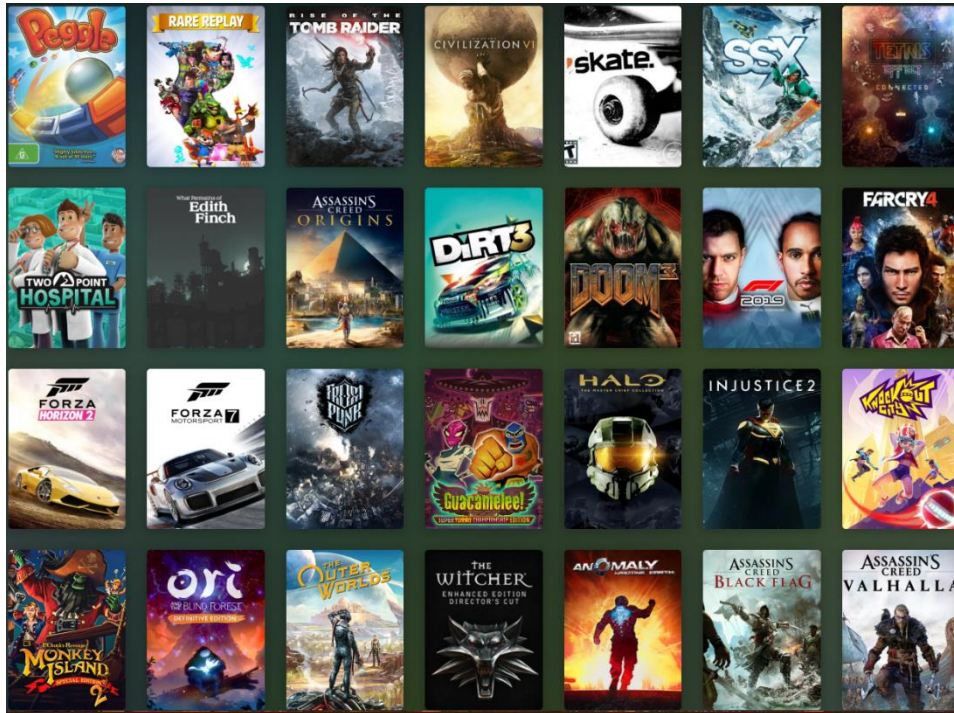 Peggle
RARE REPLAY
RISE OF THE
TOMB RAIDER
CIVILIZATION VI
skate.
SSX
TETRIS
EFFECT
CONNECTED
TWO POINT
HOSPITAL
What Remains of
Edith
Finch
ASSASSIN'S
CREED
ORIGINS
DiRT3
DOOM3
F1
2019
FARCRY4
FORZA
HORIZON 2
FORZA
MOTORSPORT 7
FROST
PUNK
Guacamelee!
SUPER TURBO CHAMPIONSHIP EDITION
HALO
THE MASTER CHIEF COLLECTION
INJUSTICE 2
KNOCKOUT
CITY
MONKEY
ISLAND
SPECIAL EDITION
2
ori
AND THE BLIND FOREST
DEFINITIVE EDITION
THE
OUTER
WORLDS
THE
WITCHER
ENHANCED EDITION
DIRECTOR'S CUT
ANOMALY
WARZONE EARTH
ASSASSIN'S
CREED
BLACK FLAG
ASSASSIN'S
CREED
VALHALLA